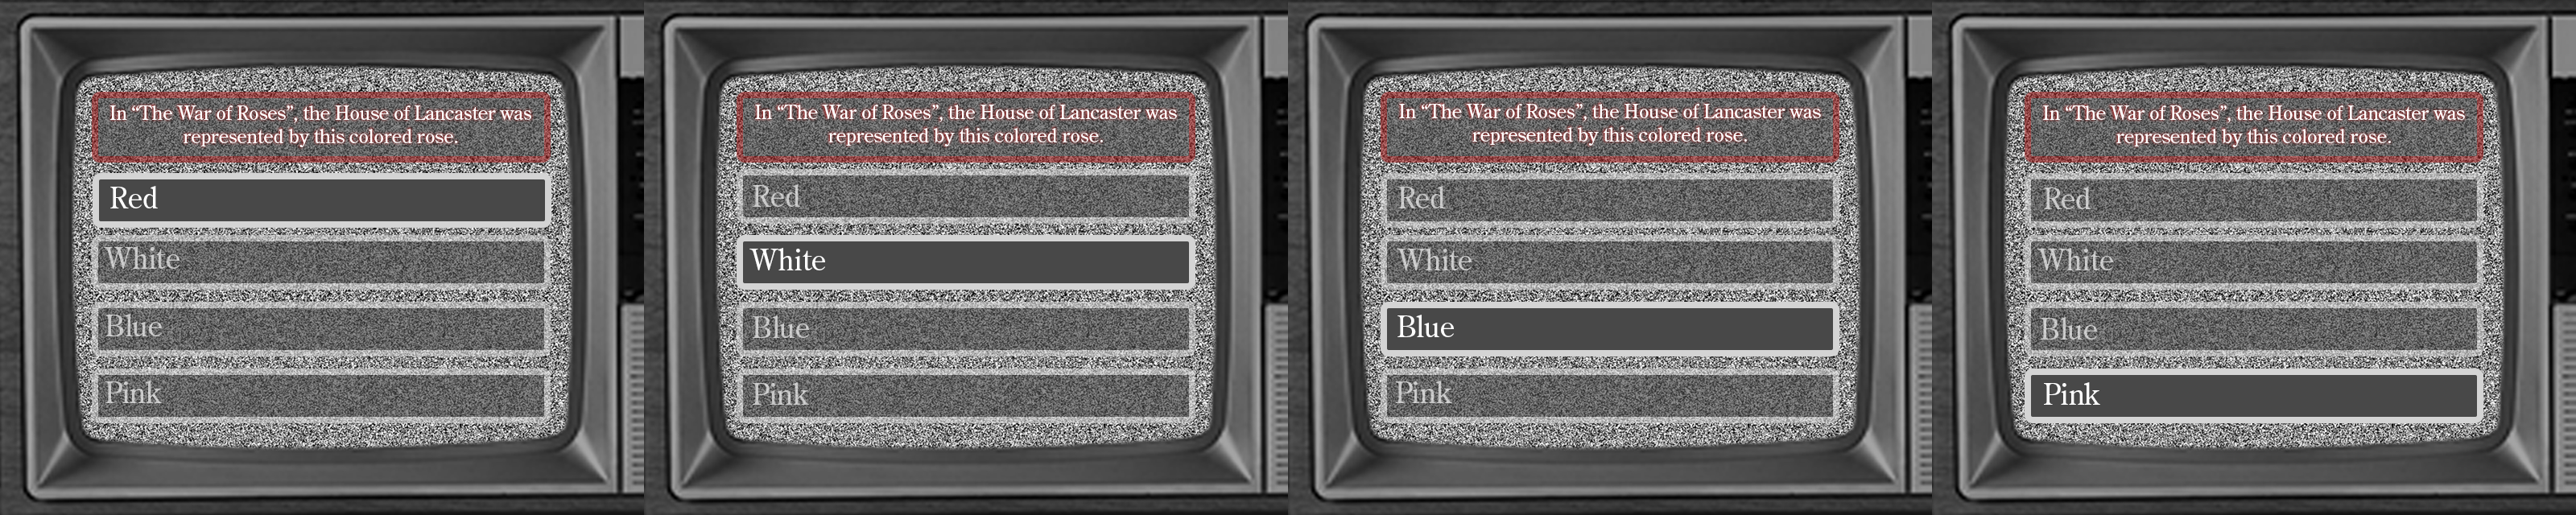 In “The War of Roses”, the House of Lancaster was
represented by this colored rose.
Red
White
Blue
Pink
In “The War of Roses”, the House of Lancaster was
represented by this colored rose.
Red
White
Blue
Pink
In “The War of Roses”, the House of Lancaster was
represented by this colored rose.
Red
White
Blue
Pink
In “The War of Roses”, the House of Lancaster was
represented by this colored rose.
Red
White
Blue
Pink